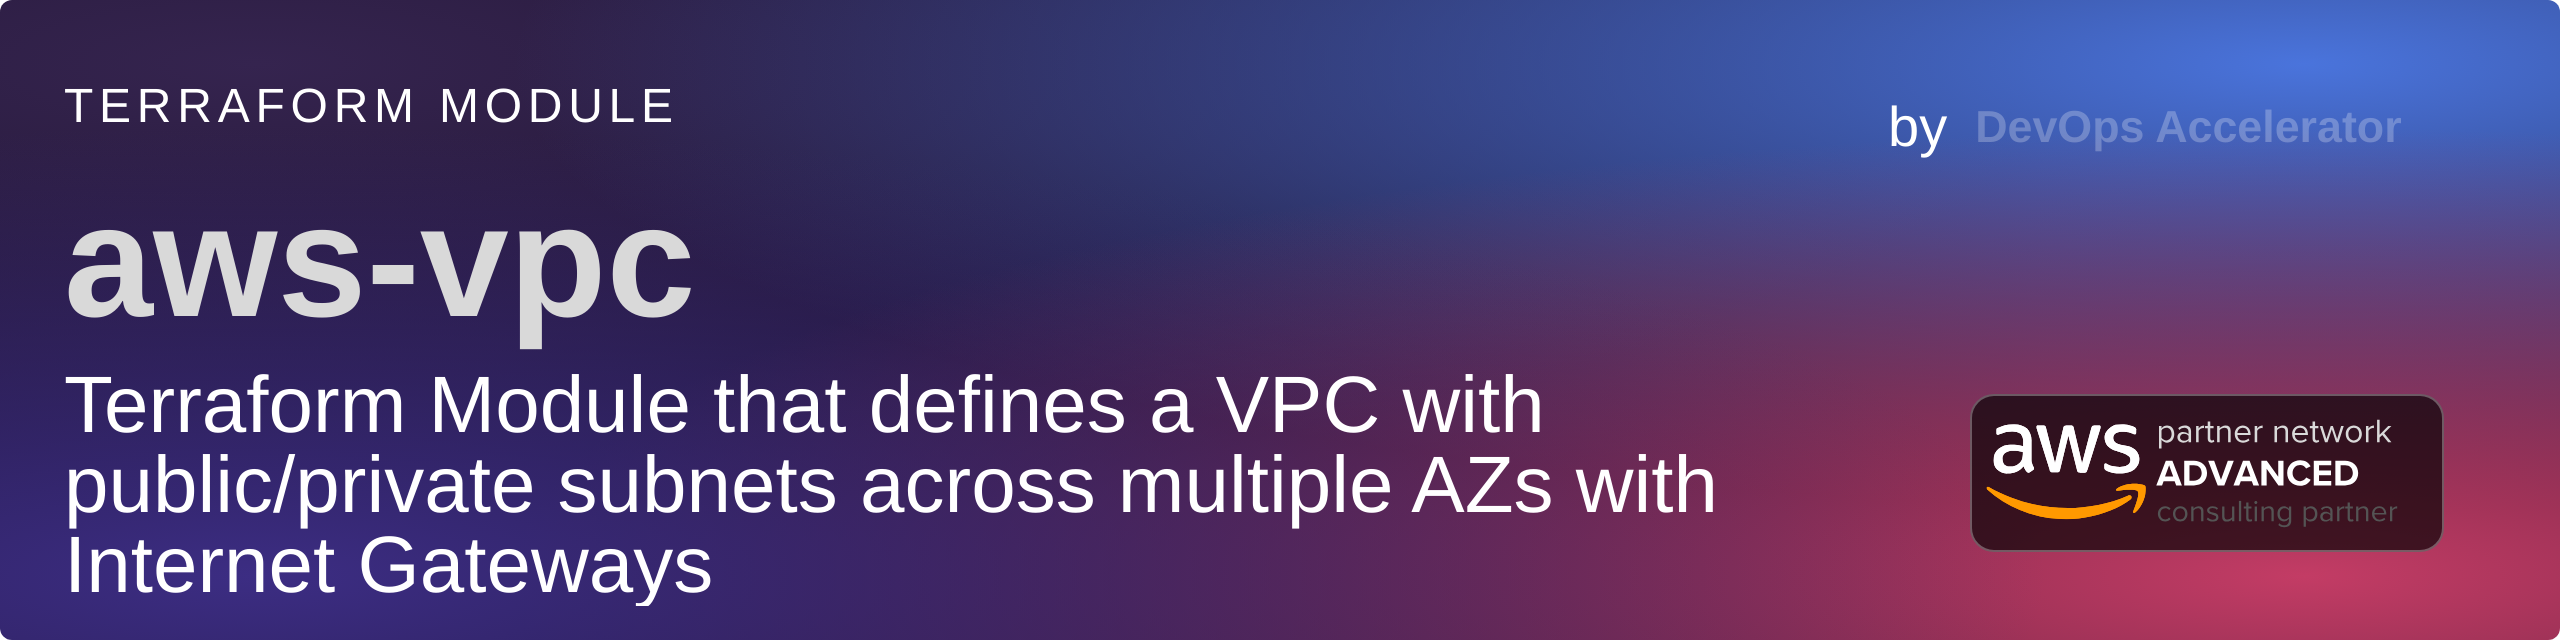 TERRAFORM MODULE
by DevOps Accelerator
aws-vpc
Terraform Module that defines a VPC with
public/private subnets across multiple AZs with
Internet Gateways
aws
partner network
ADVANCED
consulting partner